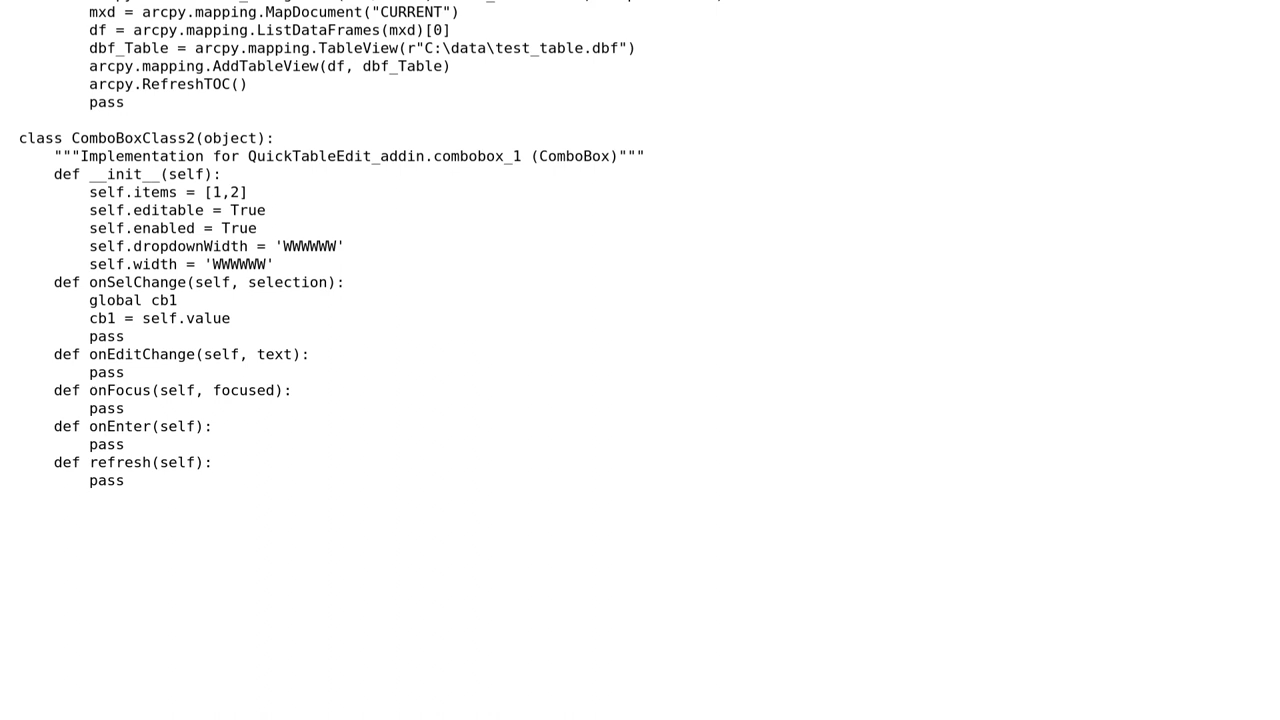 mxd = arcpy.mapping.MapDocument("CURRENT")
df = arcpy.mapping.ListDataFrames(mxd)[0]
dbf_Table = arcpy.mapping.TableView(r"C:\data\test_table.dbf")
arcpy.mapping.AddTableView(df, dbf_Table)
arcpy.RefreshTOC()
pass
class ComboBoxClass2(object):
"""Implementation for QuickTableEdit_addin.combobox_1 (ComboBox)"""
def __init__(self):
self.items = [1,2]
self.editable = True
self.enabled = True
self.dropdownWidth = 'WWWWWW'
self.width = 'WWWWWW'
def onSelChange(self, selection):
global cb1
cb1 = self.value
pass
def onEditChange(self, text):
pass
def onFocus(self, focused):
pass
def onEnter(self):
pass
def refresh(self):
pass